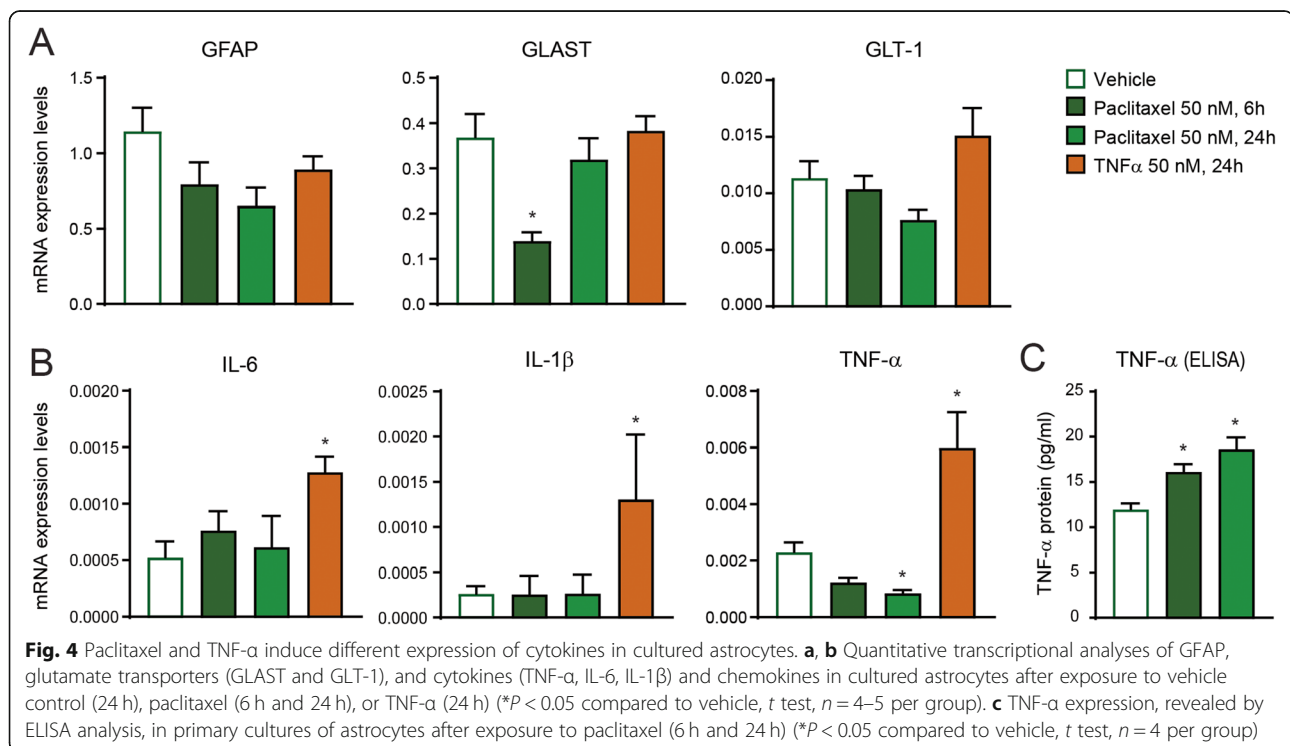 A
GFAP
GLAST
GLT-1
mRNA expression levels
1.5
1.0
0.5
0.0
0.5
0.4
0.3
0.2
0.1
0.0
*
0.020
0.015
0.010
0.005
0.000
Vehicle
Paclitaxel 50 nM, 6h
Paclitaxel 50 nM, 24h
TNFα 50 nM, 24h
B
IL-6
IL-1β
TNF-α
mRNA expression levels
0.0020
0.0015
0.0010
0.0005
0.0000
*
0.0025
0.0020
0.0015
0.0010
0.0005
0.0000
*
0.008
0.006
0.004
0.002
0.000
*
*
C
TNF-α (ELISA)
TNF-α protein (pg/ml)
25
20
15
10
5
0
*
*
Fig. 4 Paclitaxel and TNF-α induce different expression of cytokines in cultured astrocytes. a, b Quantitative transcriptional analyses of GFAP,
glutamate transporters (GLAST and GLT-1), and cytokines (TNF-α, IL-6, IL-1β) and chemokines in cultured astrocytes after exposure to vehicle
control (24 h), paclitaxel (6 h and 24 h), or TNF-α (24 h) (*P < 0.05 compared to vehicle, t test, n = 4–5 per group). c TNF-α expression, revealed by
ELISA analysis, in primary cultures of astrocytes after exposure to paclitaxel (6 h and 24 h) (*P < 0.05 compared to vehicle, t test, n = 4 per group)